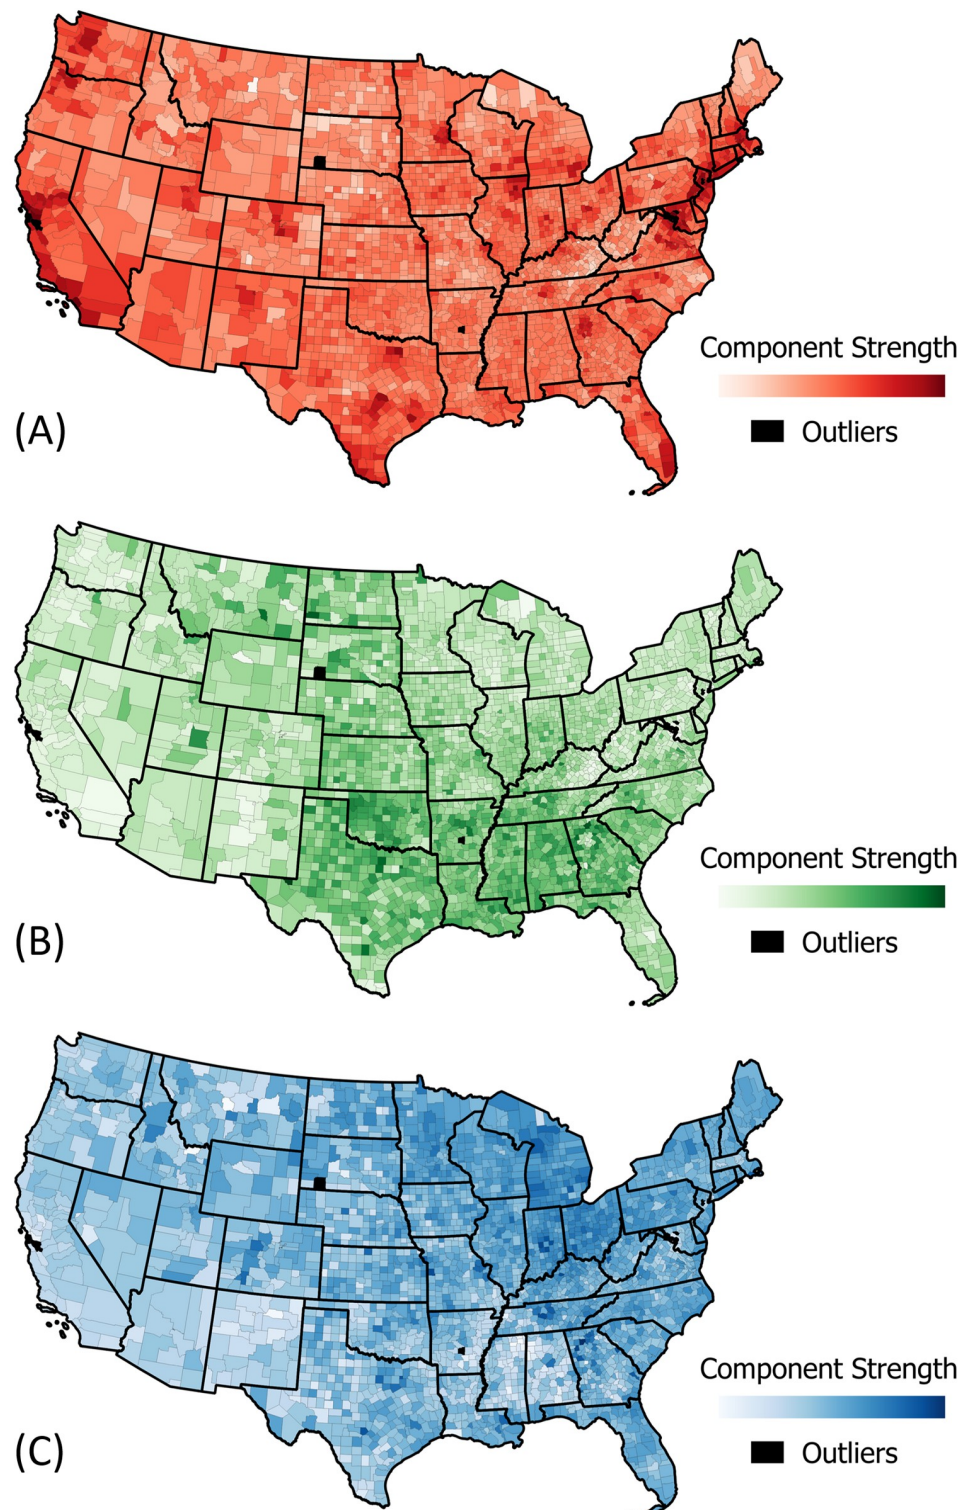 Component Strength
Outliers
(A)
Component Strength
Outliers
(B)
Component Strength
Outliers
(C)